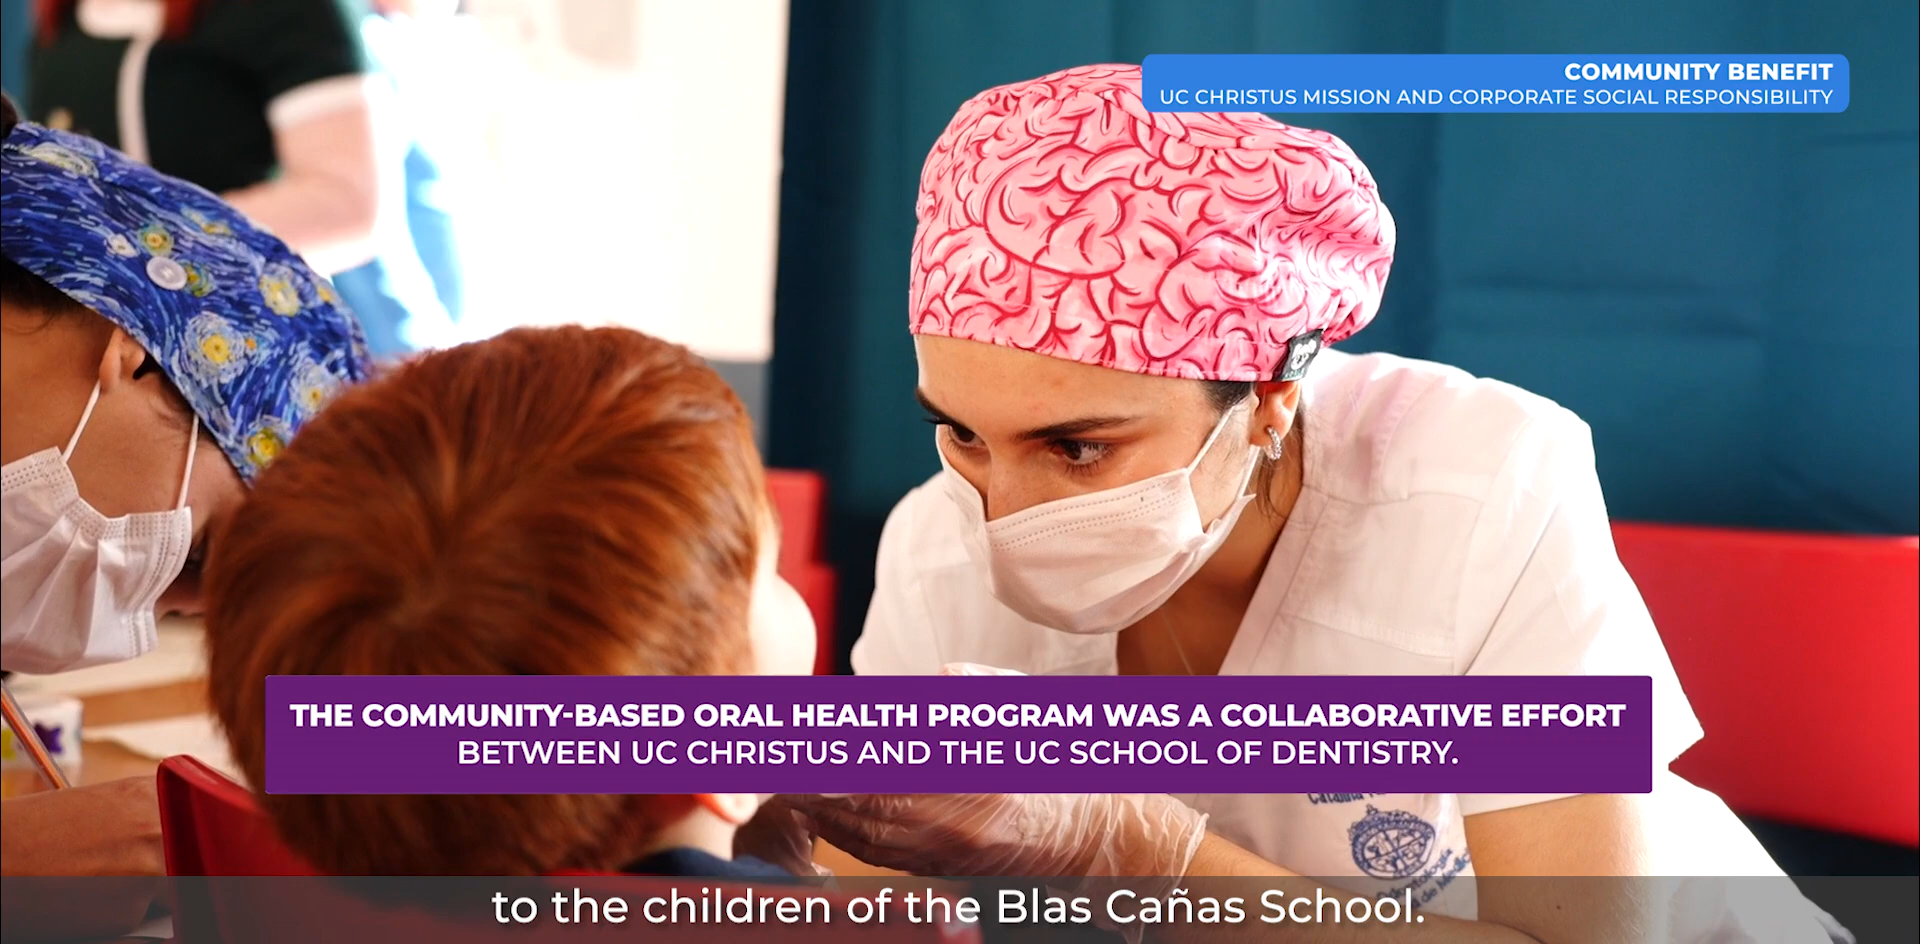 COMMUNITY BENEFIT
UC CHRISTUS MISSION AND CORPORATE SOCIAL RESPONSIBILITY
THE COMMUNITY-BASED ORAL HEALTH PROGRAM WAS A COLLABORATIVE EFFORT
BETWEEN UC CHRISTUS AND THE UC SCHOOL OF DENTISTRY.
to the children of the Blas Cañas School.